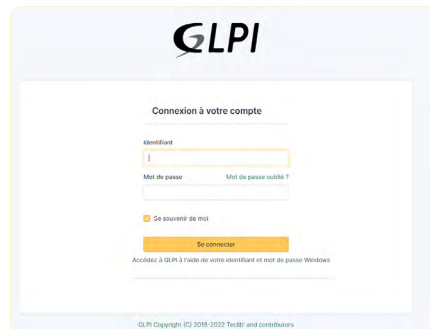 GLPI
Connexion à votre compte
Identifiant
Mot de passe Mot de passe oublié ?
Se souvenir de moi
Se connecter
Accédez à GLPI à l'aide de votre identifiant et mot de passe Windows
GLPI Copyright (C) 2015-2022 Teclib' and contributors